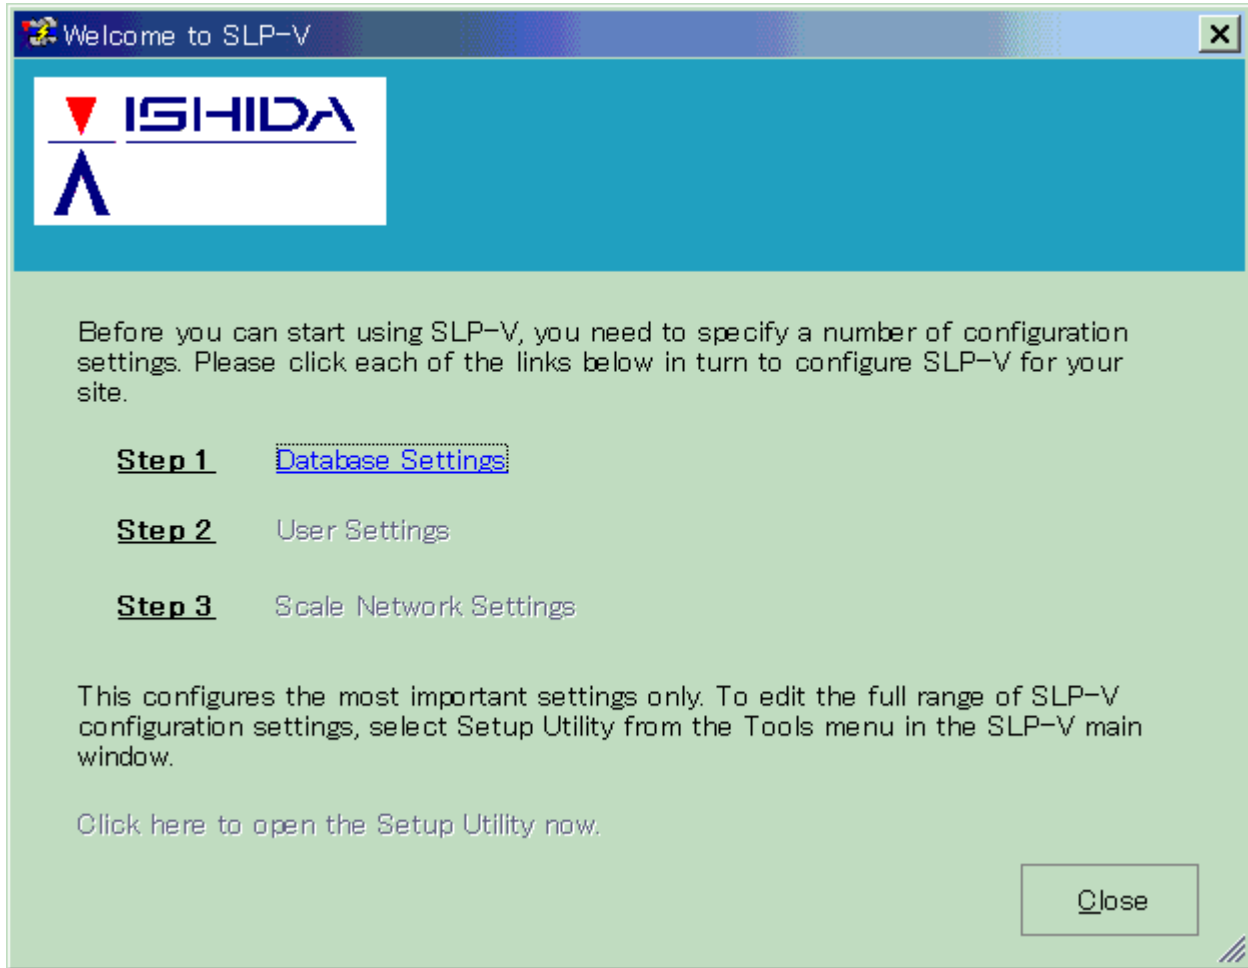 Welcome to SLP-V
ISHIDA
Before you can start using SLP-V, you need to specify a number of configuration
settings. Please click each of the links below in turn to configure SLP-V for your
site.
Step 1 Database Settings
Step 2 User Settings
Step 3 Scale Network Settings
This configures the most important settings only. To edit the full range of SLP-V
configuration settings, select Setup Utility from the Tools menu in the SLP-V main
window.
Click here to open the Setup Utility now.
Close